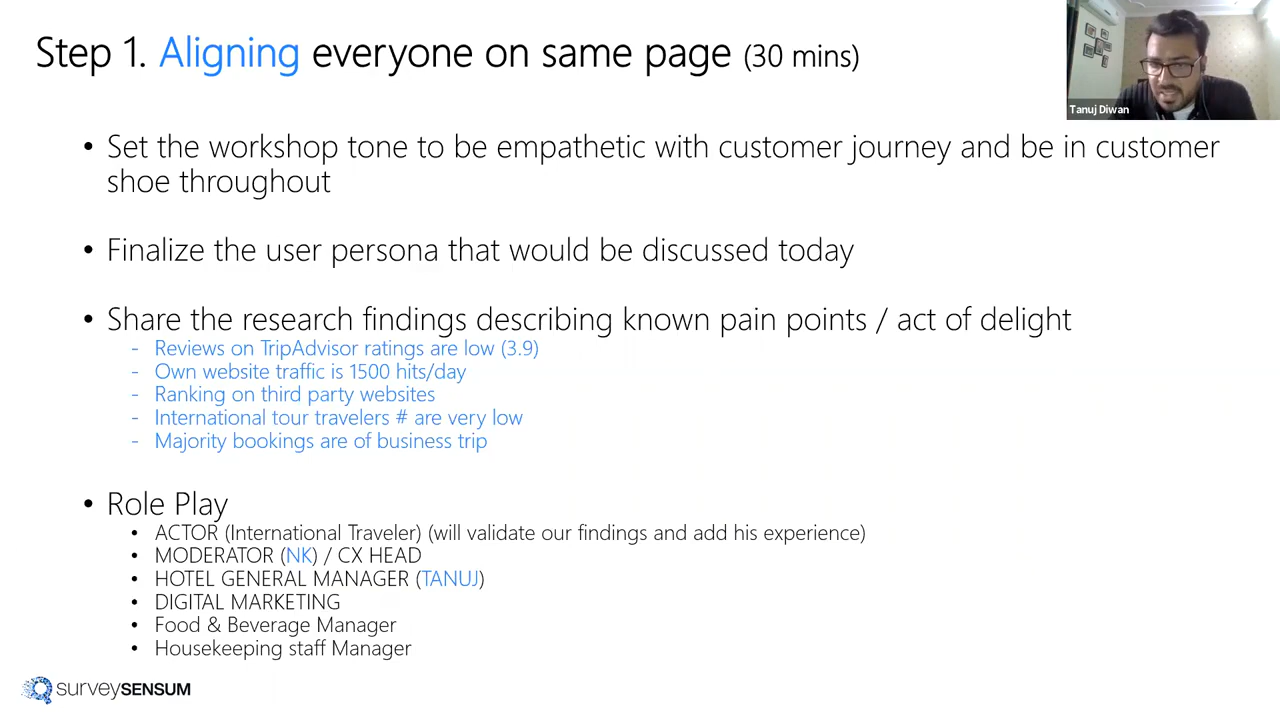 Step 1. Aligning everyone on same page (30 mins)
Tanuj Diwan
• Set the workshop tone to be empathetic with customer journey and be in customer
shoe throughout
• Finalize the user persona that would be discussed today
• Share the research findings describing known pain points / act of delight
- Reviews on TripAdvisor ratings are low (3.9)
- Own website traffic is 1500 hits/day
- Ranking on third party websites
- International tour travelers # are very low
- Majority bookings are of business trip
• Role Play
• ACTOR (International Traveler) (will validate our findings and add his experience)
• MODERATOR (NK) / CX HEAD
• HOTEL GENERAL MANAGER (TANUJ)
• DIGITAL MARKETING
• Food & Beverage Manager
• Housekeeping staff Manager
surveySENSUM